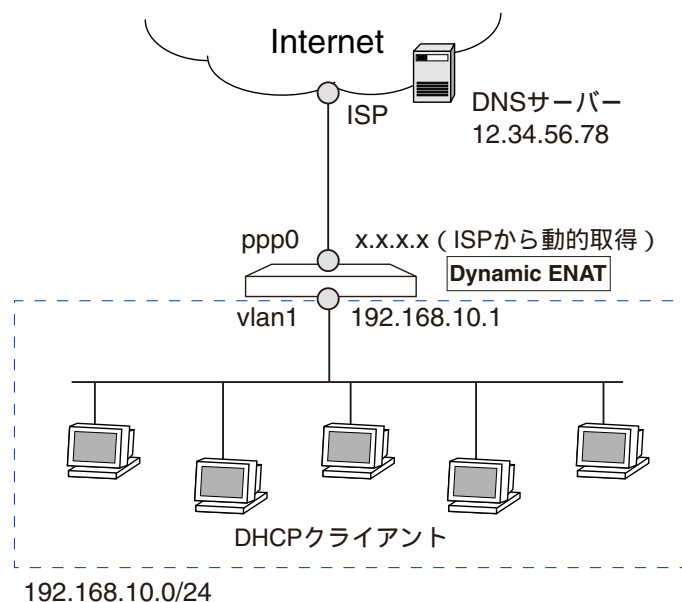 Internet
ISP
DNSサーバー
12.34.56.78
ppp0
x.x.x.x（ISPから動的取得）
Dynamic ENAT
vlan1
192.168.10.1
DHCPクライアント
192.168.10.0/24